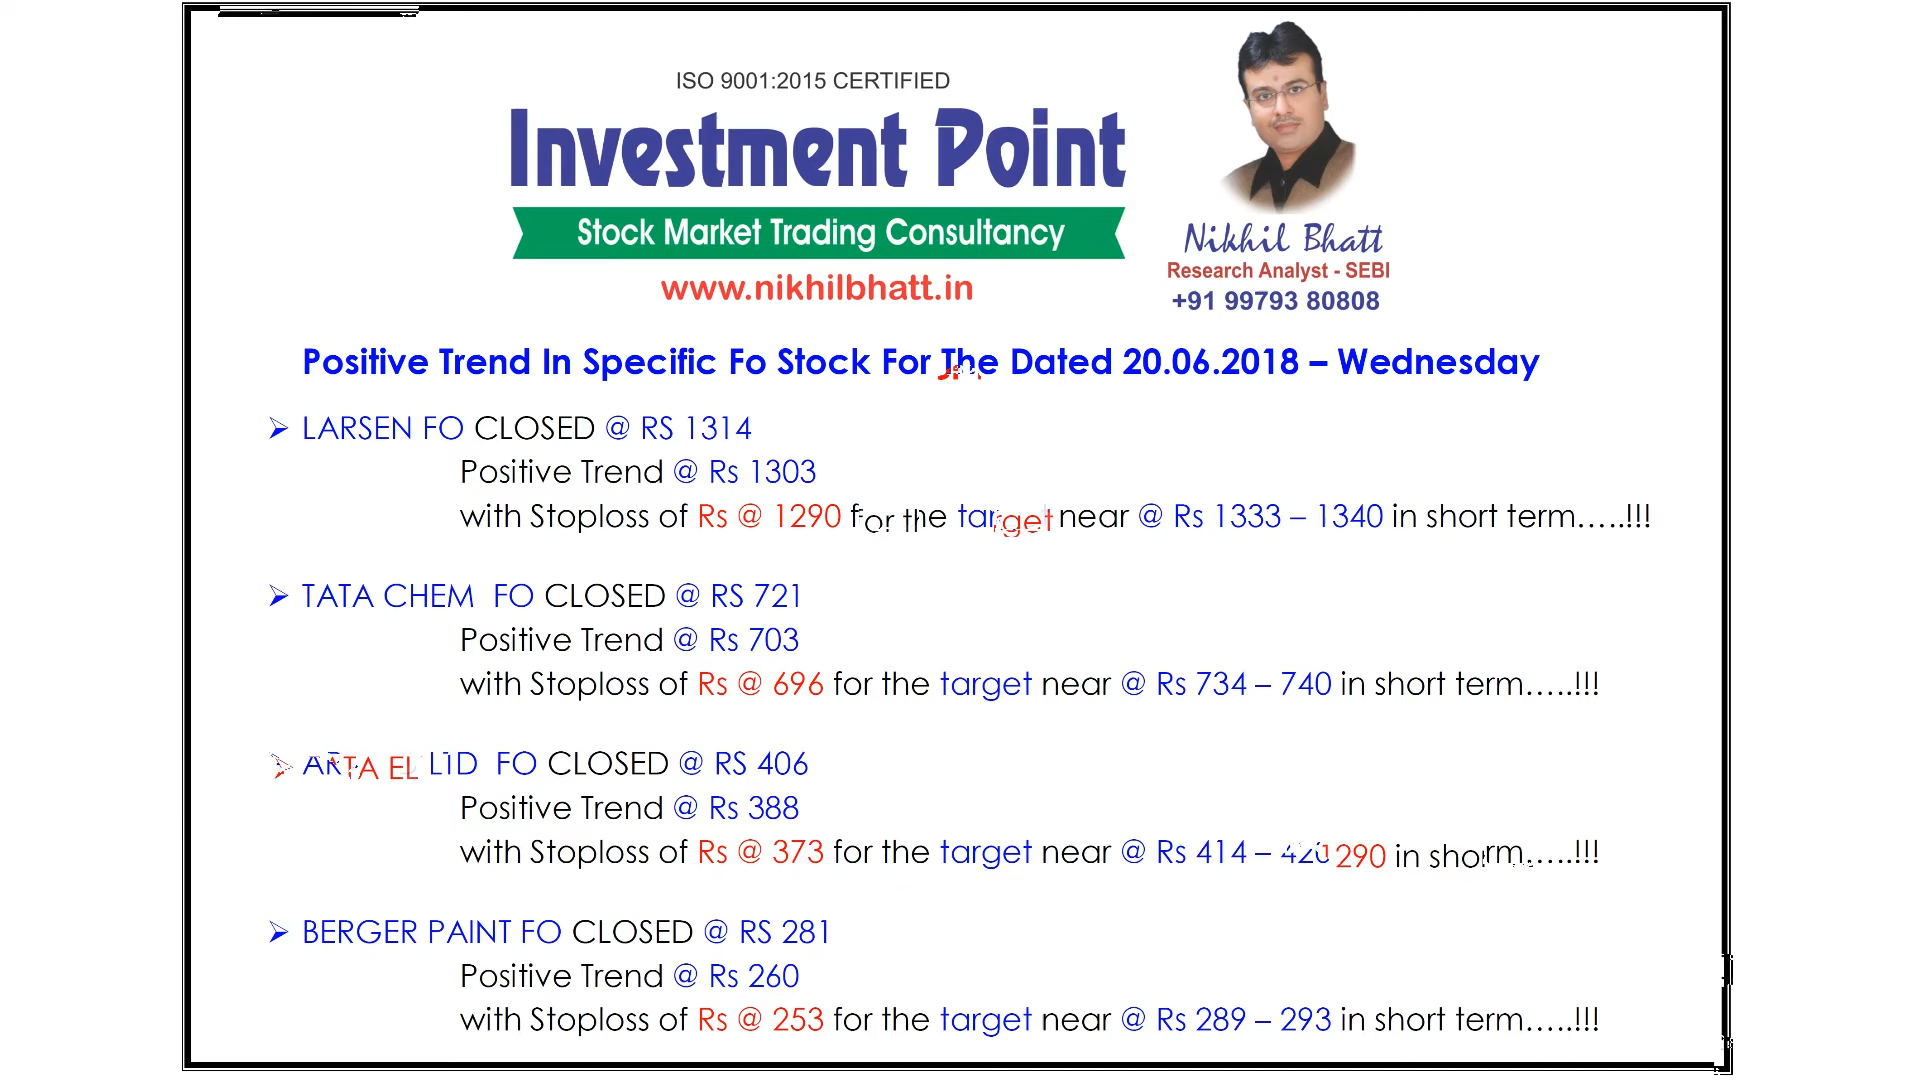 ISO 9001:2015 CERTIFIED
Investment Point
Stock Market Trading Consultancy
www.nikhilbhatt.in
Nikhil Bhatt
Research Analyst - SEBI
+91 99793 80808
Positive Trend In Specific Fo Stock For The Dated 20.06.2018 – Wednesday
➢ LARSEN FO CLOSED @ RS 1314
Positive Trend @ Rs 1303
with Stoploss of Rs @ 1290 for the target near @ Rs 1333 – 1340 in short term…..!!!
➢ TATA CHEM FO CLOSED @ RS 721
Positive Trend @ Rs 703
with Stoploss of Rs @ 696 for the target near @ Rs 734 – 740 in short term…..!!!
➢ LTD FO CLOSED @ RS 406
Positive Trend @ Rs 388
with Stoploss of Rs @ 373 for the target near @ Rs 414 – in …..!!!
➢ BERGER PAINT FO CLOSED @ RS 281
Positive Trend @ Rs 260
with Stoploss of Rs @ 253 for the target near @ Rs 289 – 293 in short term…..!!!